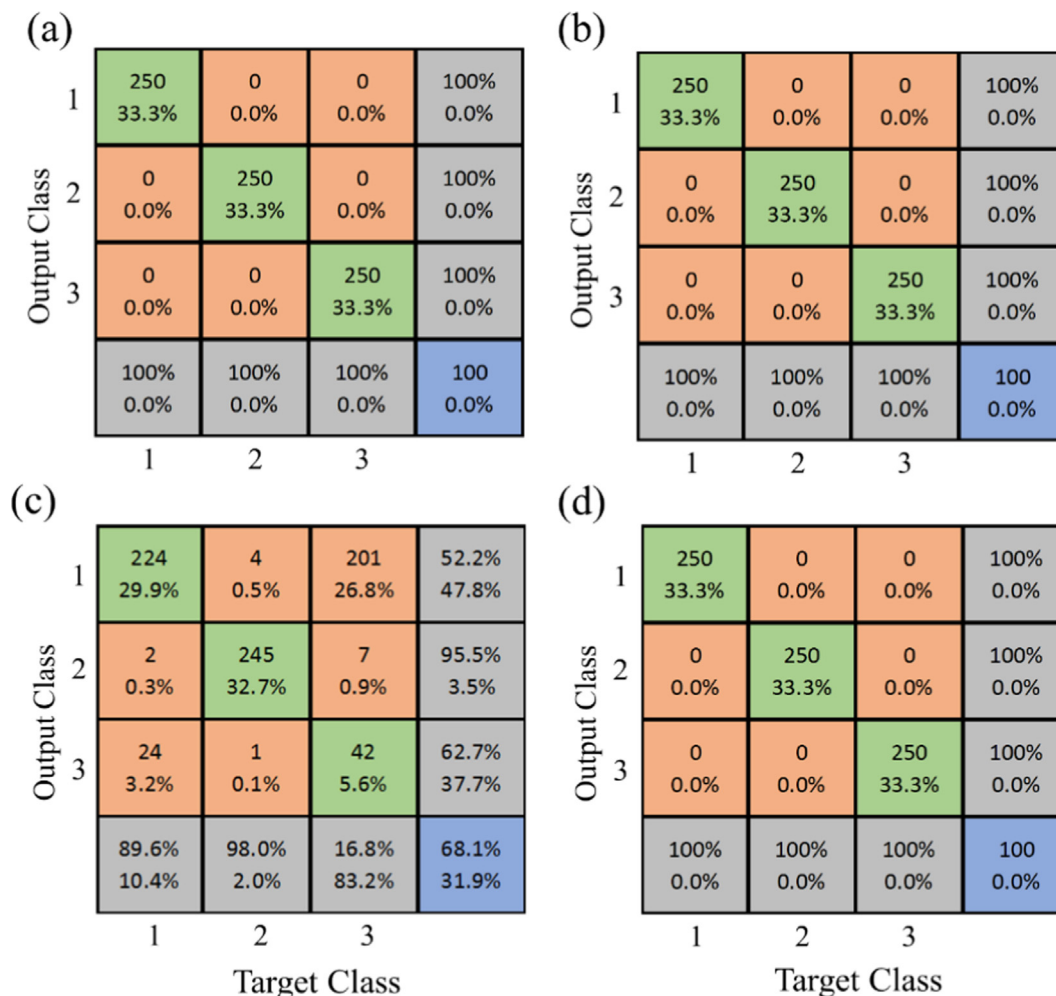 (a)
Output Class
1
250 0 0 100%
33.3% 0.0% 0.0% 0.0%
2
0 250 0 100%
0.0% 33.3% 0.0% 0.0%
3
0 0 250 100%
0.0% 0.0% 33.3% 0.0%
100% 100% 100% 100
0.0% 0.0% 0.0% 0.0%
1 2 3
(b)
Output Class
1
250 0 0 100%
33.3% 0.0% 0.0% 0.0%
2
0 250 0 100%
0.0% 33.3% 0.0% 0.0%
3
0 0 250 100%
0.0% 0.0% 33.3% 0.0%
100% 100% 100% 100
0.0% 0.0% 0.0% 0.0%
1 2 3
(c)
Output Class
1
224 4 201 52.2%
29.9% 0.5% 26.8% 47.8%
2
2 245 7 95.5%
0.3% 32.7% 0.9% 3.5%
3
24 1 42 62.7%
3.2% 0.1% 5.6% 37.7%
89.6% 98.0% 16.8% 68.1%
10.4% 2.0% 83.2% 31.9%
1 2 3
Target Class
(d)
Output Class
1
250 0 0 100%
33.3% 0.0% 0.0% 0.0%
2
0 250 0 100%
0.0% 33.3% 0.0% 0.0%
3
0 0 250 100%
0.0% 0.0% 33.3% 0.0%
100% 100% 100% 100
0.0% 0.0% 0.0% 0.0%
1 2 3
Target Class